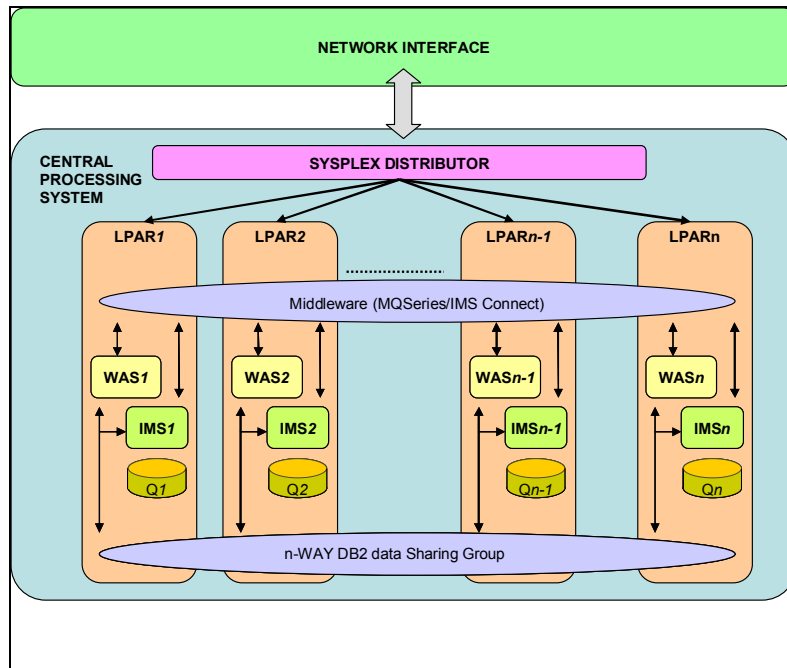 NETWORK INTERFACE
CENTRAL
PROCESSING
SYSTEM
SYSPLEX DISTRIBUTOR
LPAR1
LPAR2
LPARn-1
LPARn
Middleware (MQSeries/IMS Connect)
WAS1
WAS2
WASn-1
WASn
IMS1
IMS2
IMSn-1
IMSn
Q1
Q2
Qn-1
Qn
n-WAY DB2 data Sharing Group